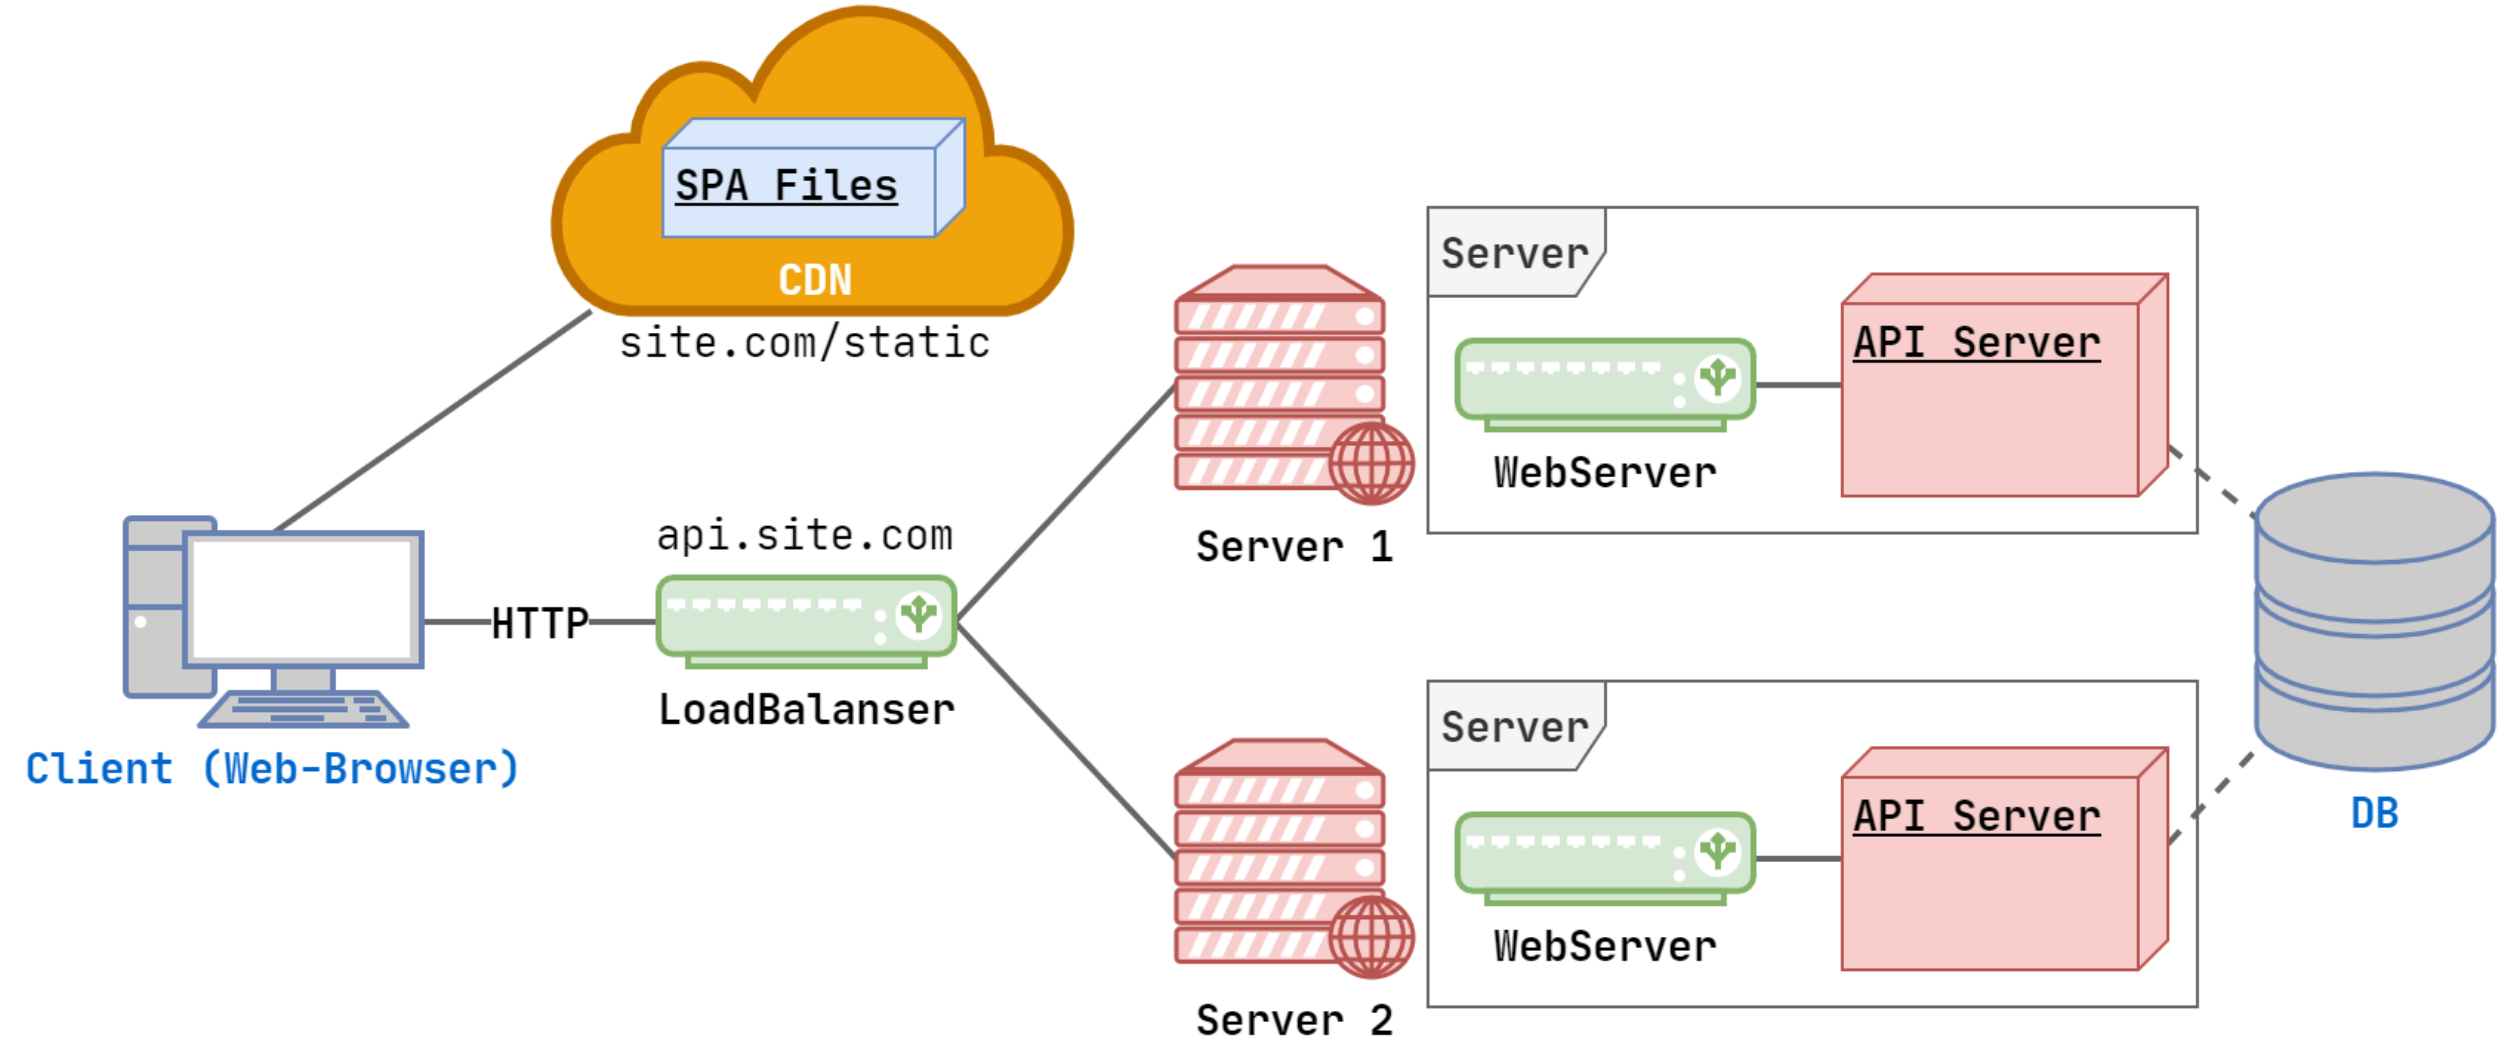 SPA Files
CDN
site.com/static
Server
API Server
WebServer
Server 1
api.site.com
HTTP
LoadBalanser
Client (Web-Browser)
Server
API Server
WebServer
Server 2
DB